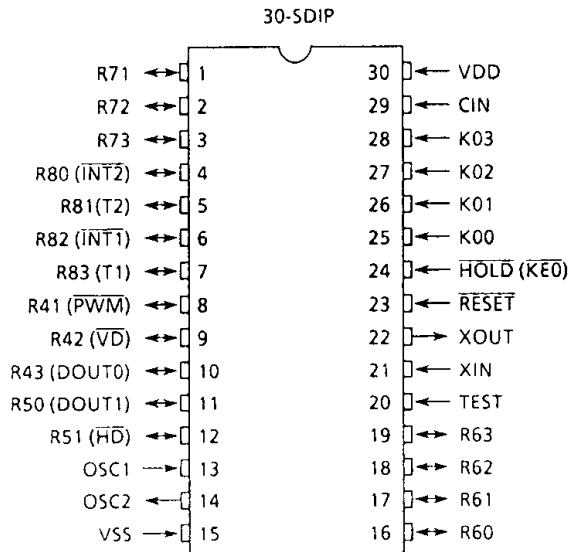 30-SDIP
R71 1 30 VDD
R72 2 29 CIN
R73 3 28 K03
R80 (INT2) 4 27 K02
R81(T2) 5 26 K01
R82 (INT1) 6 25 K00
R83 (T1) 7 24 HOLD (KE0)
R41 (PWM) 8 23 RESET
R42 (VD) 9 22 XOUT
R43 (DOUT0) 10 21 XIN
R50 (DOUT1) 11 20 TEST
R51 (HD) 12 19 R63
OSC1 13 18 R62
OSC2 14 17 R61
VSS 15 16 R60